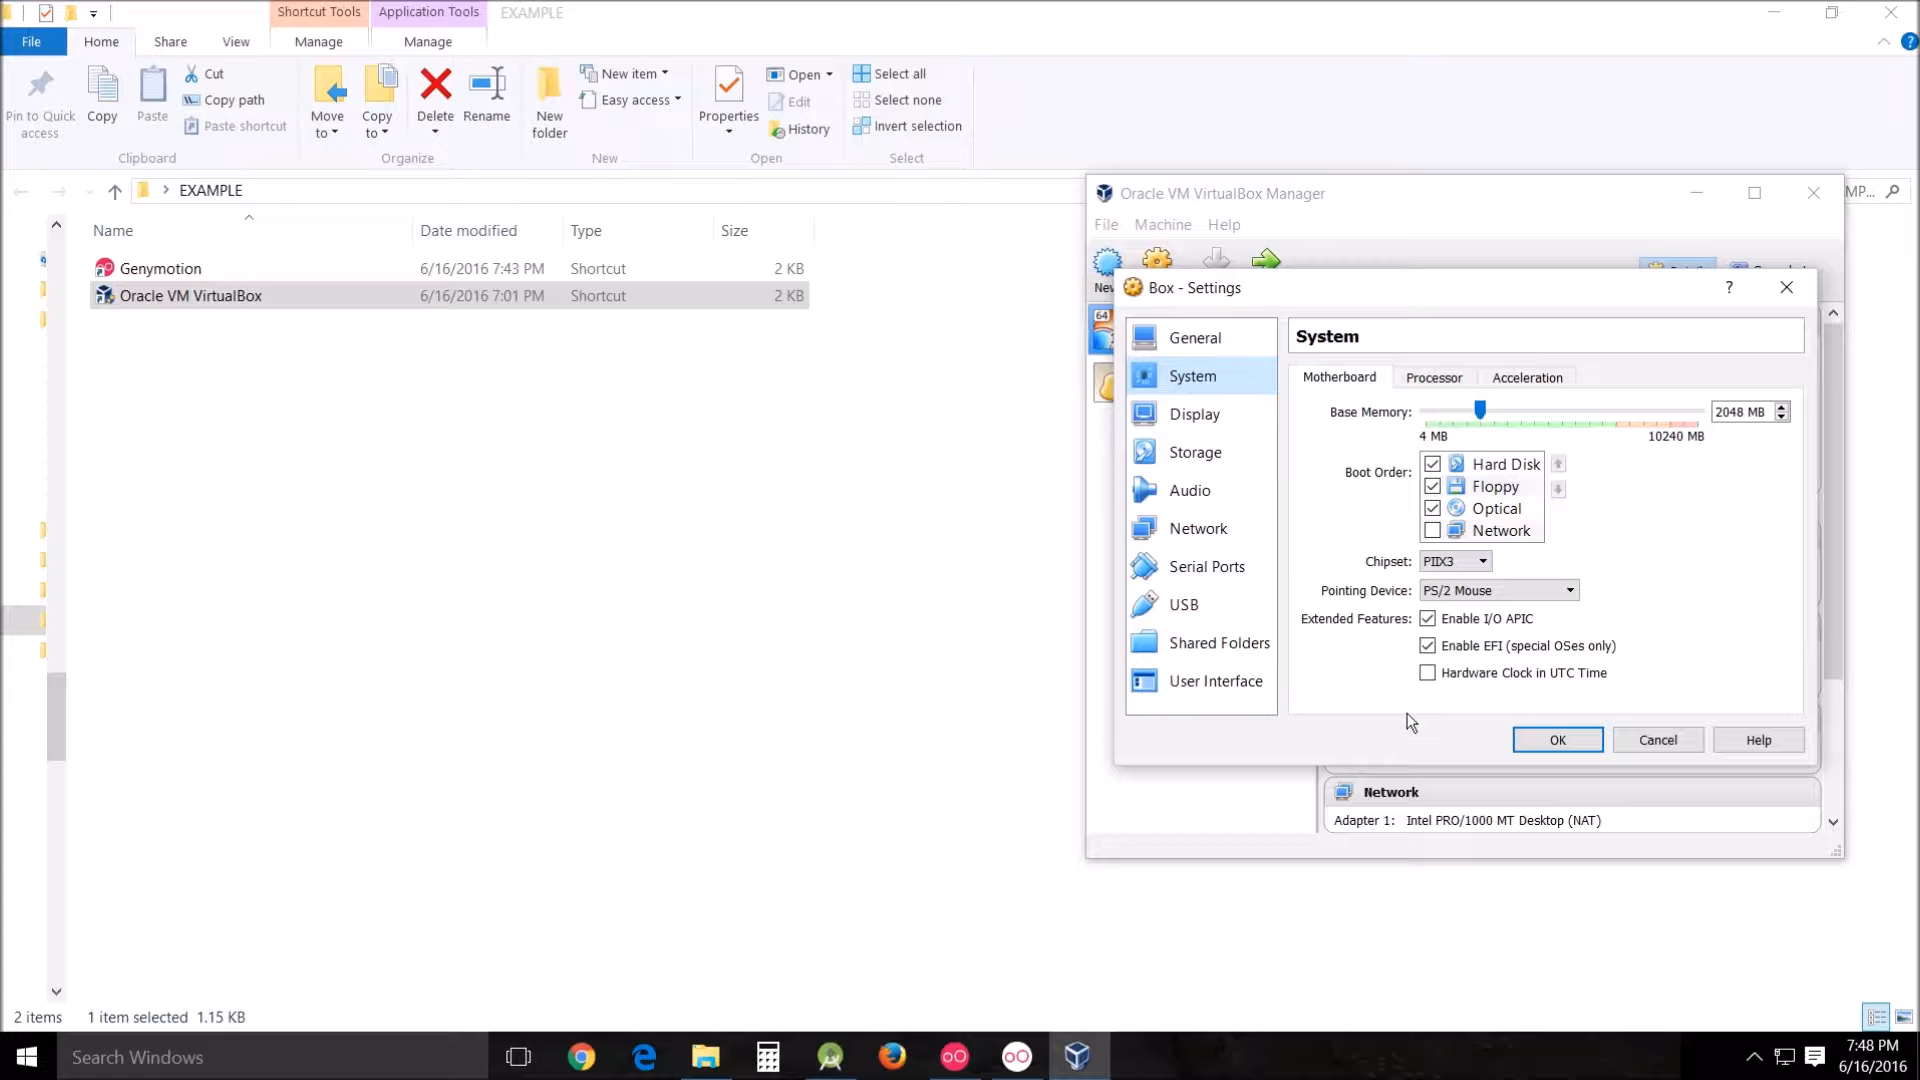 Shortcut Tools
Application Tools
EXAMPLE
File
Home
Share
View
Manage
Manage
Pin to Quick access
Copy
Paste
Cut
Copy path
Paste shortcut
Clipboard
Move to
Copy to
Delete
Rename
Organize
New folder
New item
Easy access
New
Properties
Open
Edit
History
Open
Select all
Select none
Invert selection
Select
EXAMPLE
Name
Date modified
Type
Size
Genymotion
6/16/2016 7:43 PM
Shortcut
2 KB
Oracle VM VirtualBox
6/16/2016 7:01 PM
Shortcut
2 KB
Oracle VM VirtualBox Manager
File
Machine
Help
64
Box - Settings
?
General
System
Display
Storage
Audio
Network
Serial Ports
USB
Shared Folders
User Interface
System
Motherboard
Processor
Acceleration
Base Memory:
2048 MB
4 MB
10240 MB
Boot Order:
Hard Disk
Floppy
Optical
Network
Chipset:
PIIX3
Pointing Device:
PS/2 Mouse
Extended Features:
Enable I/O APIC
Enable EFI (special OSes only)
Hardware Clock in UTC Time
OK
Cancel
Help
Network
Adapter 1: Intel PRO/1000 MT Desktop (NAT)
2 items
1 item selected 1.15 KB
Search Windows
7:48 PM
6/16/2016